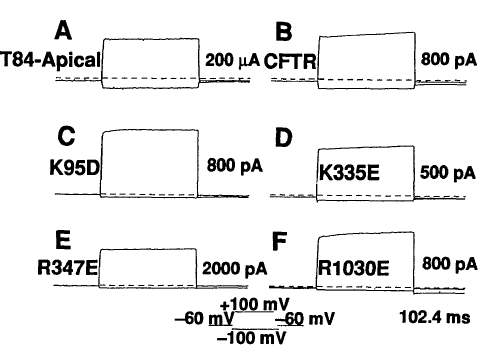 A
T84-Apical
200 µA
B
CFTR
800 pA
C
K95D
800 pA
D
K335E
500 pA
E
R347E
2000 pA
F
R1030E
800 pA
+100 mV
−60 mV −60 mV
−100 mV
102.4 ms